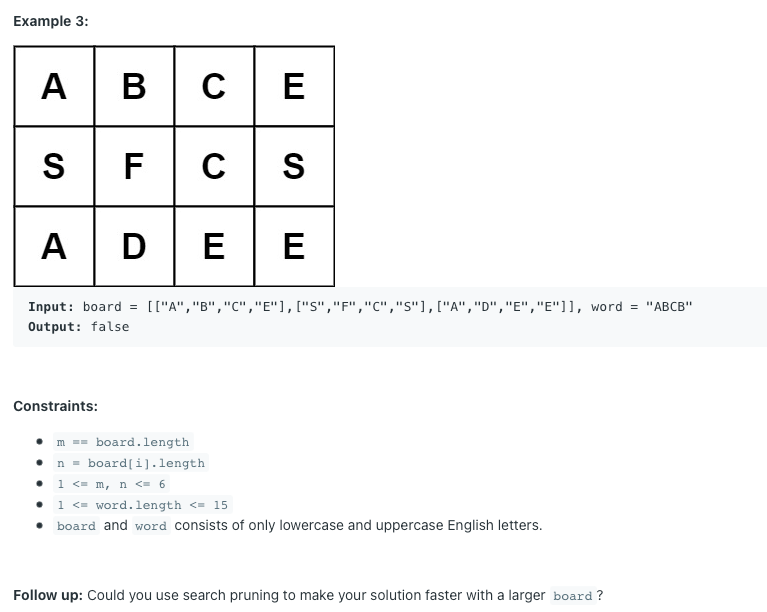 Example 3:
A B C E
S F C S
A D E E
Input: board = [["A","B","C","E"],["S","F","C","S"],["A","D","E","E"]], word = "ABCB"
Output: false
Constraints:
m == board.length
n = board[i].length
1 <= m, n <= 6
1 <= word.length <= 15
board and word consists of only lowercase and uppercase English letters.
Follow up: Could you use search pruning to make your solution faster with a larger board ?